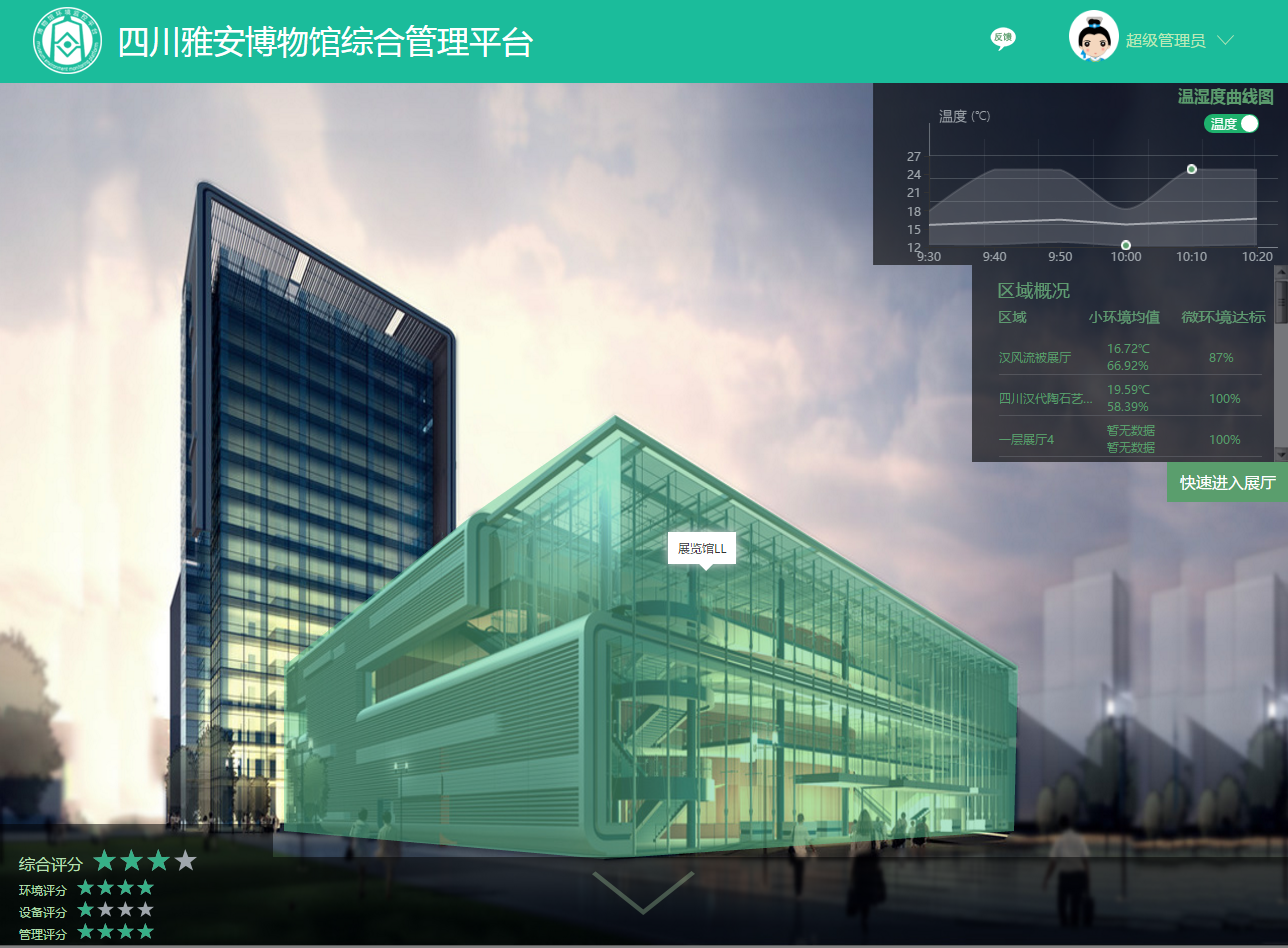 四川雅安博物馆综合管理平台
反馈
超级管理员
温湿度曲线图
温度 (℃)
温度
27
24
21
18
15
12
9:30 9:40 9:50 10:00 10:10 10:20
区域概况
区域 小环境均值 微环境达标
汉风流被展厅 16.72℃ 66.92% 87%
四川汉代陶石艺... 19.59℃ 58.39% 100%
一层展厅4 暂无数据 暂无数据 100%
快速进入展厅
展览馆LL
综合评分
环境评分
设备评分
管理评分